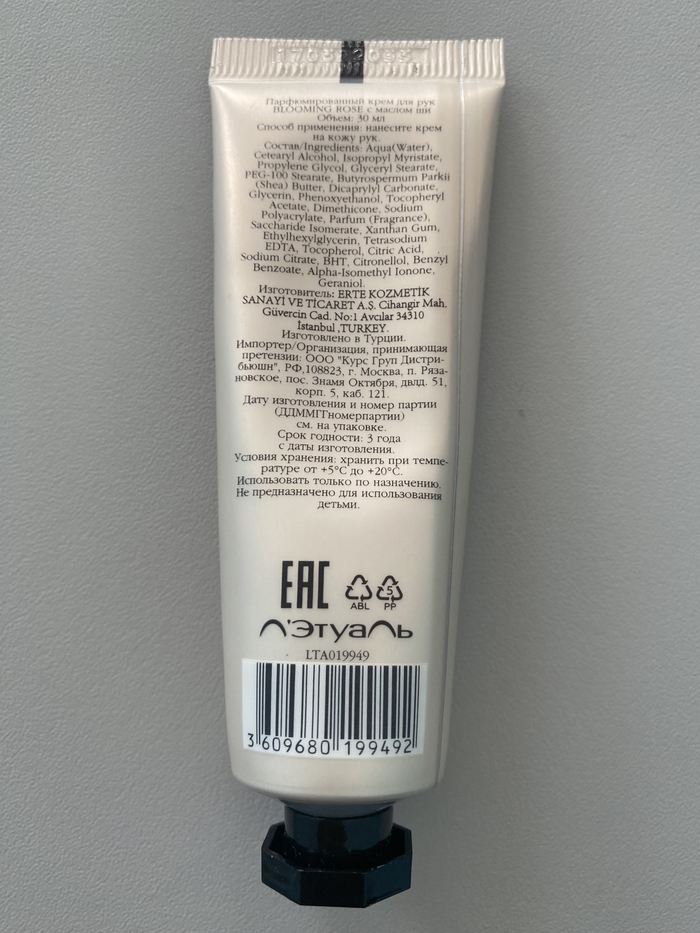 Парфюмированный крем для рук
BLOOMING ROSE с маслом ши
Объем: 30 мл
Способ применения: нанесите крем
на кожу рук.
Состав/Ingredients: Aqua(Water),
Cetearyl Alcohol, Isopropyl Myristate,
Propylene Glycol, Glyceryl Stearate,
PEG-100 Stearate, Butyrospermum Parkii
(Shea) Butter, Dicaprylyl Carbonate,
Glycerin, Phenoxyethanol, Tocopheryl
Acetate, Dimethicone, Sodium
Polyacrylate, Parfum (Fragrance),
Saccharide Isomerate, Xanthan Gum,
Ethylhexylglycerin, Tetrasodium
EDTA, Tocopherol, Citric Acid,
Sodium Citrate, BHT, Citronellol, Benzyl
Benzoate, Alpha-Isomethyl Ionone,
Geraniol.
Изготовитель: ERTE KOZMETİK
SANAYİ VE TİCARET A.Ş. Cihangir Mah.
Güvercin Cad. No:1 Avcılar 34310
İstanbul ,TURKEY.
Изготовлено в Турции.
Импортер/Организация, принимающая
претензии: ООО "Курс Груп Дистри-
бьюшн", РФ,108823, г. Москва, п. Ряза-
новское, пос. Знамя Октября, двлд. 51,
корп. 5, каб. 121.
Дату изготовления и номер партии
(ДДММГГномерпартии)
см. на упаковке.
Срок годности: 3 года
с даты изготовления.
Условия хранения: хранить при темпе-
ратуре от +5°C до +20°C.
Использовать только по назначению.
Не предназначено для использования
детьми.
EAC
5
ABL PP
Л'Этуаль
LTA019949
3 609680 199492